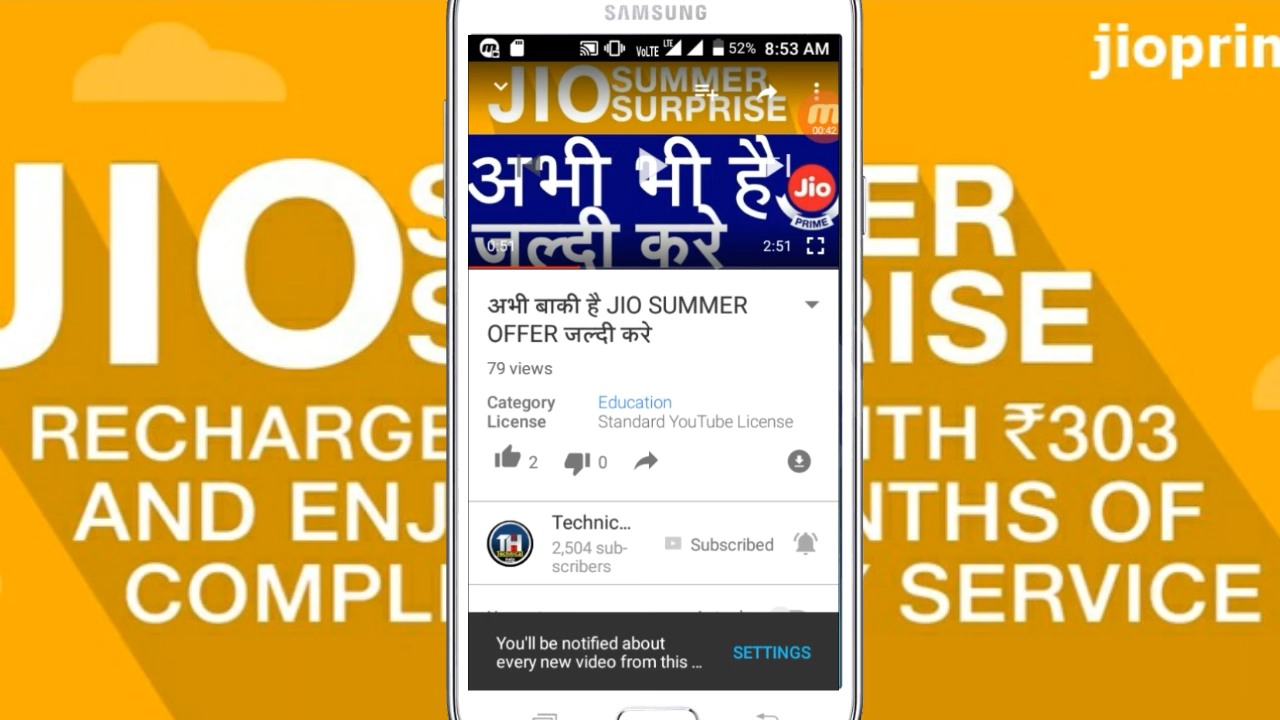 SAMSUNG
VoLTE LTE 52% 8:53 AM
jioprim
JIO SUMMER
SURPRISE
00:42
अभी भी है
Jio
PRIME
जल्दी करे
0:51
2:51
अभी बाकी है JIO SUMMER
OFFER जल्दी करे
79 views
Category Education
License Standard YouTube License
2 0
TH
Technic...
2,504 sub-
scribers
Subscribed
You'll be notified about
every new video from this ...
SETTINGS
JIO S ER
S RISE
RECHARGE ITH ₹303
AND ENJ NTHS OF
COMPL Y SERVICE